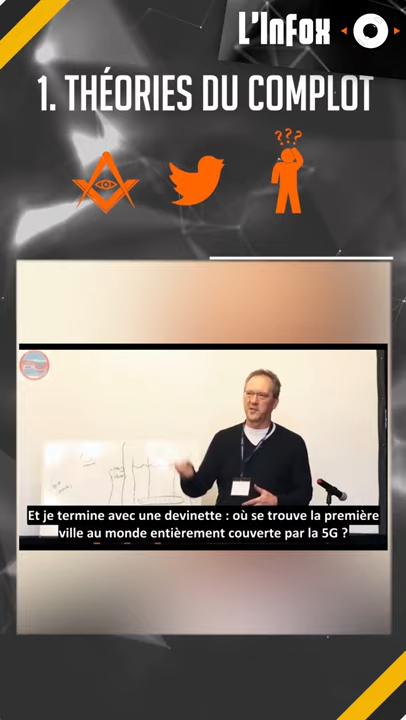 L'Infox
1. THÉORIES DU COMPLOT
???
Et je termine avec une devinette : où se trouve la première
ville au monde entièrement couverte par la 5G ?